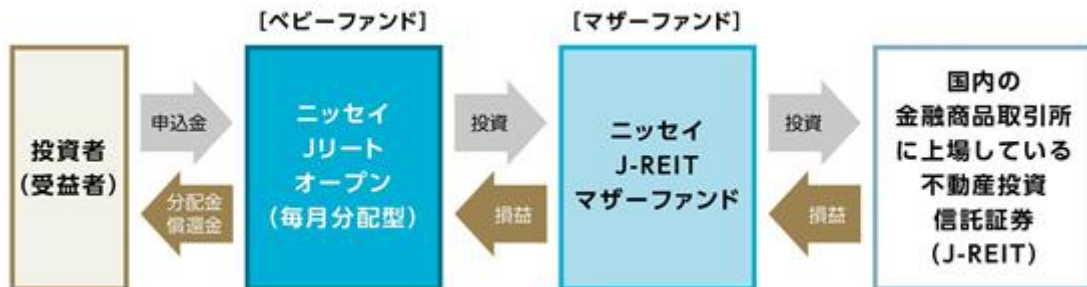 [ベビーファンド]
[マザーファンド]
投資者
(受益者)
申込金
分配金
償還金
ニッセイ
Jリート
オープン
(毎月分配型)
投資
損益
ニッセイ
J-REIT
マザーファンド
投資
損益
国内の
金融商品取引所
に上場している
不動産投資
信託証券
(J-REIT)